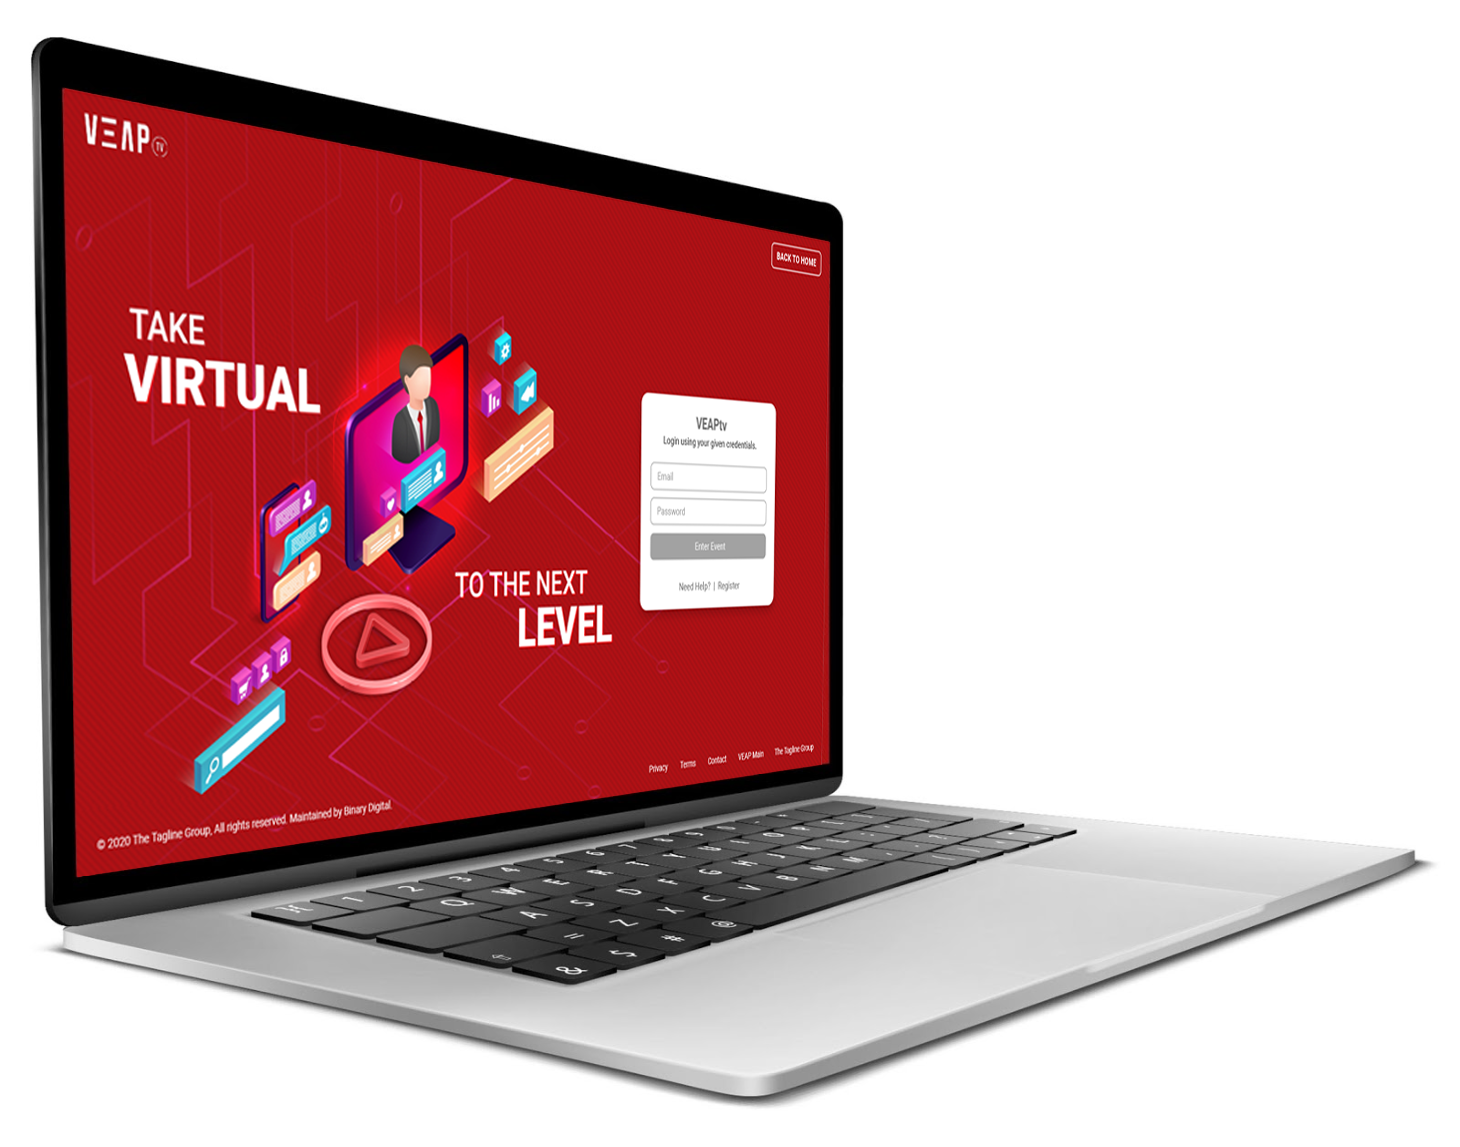 VEAP TV
BACK TO HOME
TAKE
VIRTUAL
TO THE NEXT
LEVEL
VEAPtv
Login using your given credentials.
Email
Password
Enter Event
Need Help? | Register
Privacy Terms Contact VEAP Main The Tagline Group
© 2020 The Tagline Group, All rights reserved. Maintained by Binary Digital.